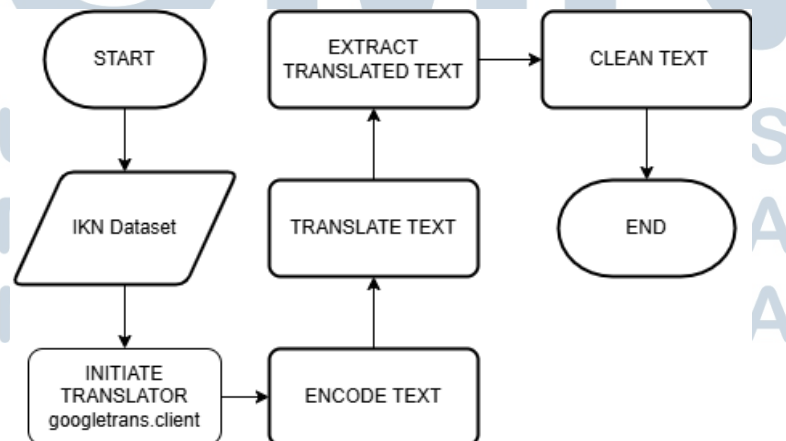 START
IKN Dataset
INITIATE
TRANSLATOR
googletrans.client
ENCODE TEXT
TRANSLATE TEXT
EXTRACT
TRANSLATED TEXT
CLEAN TEXT
END